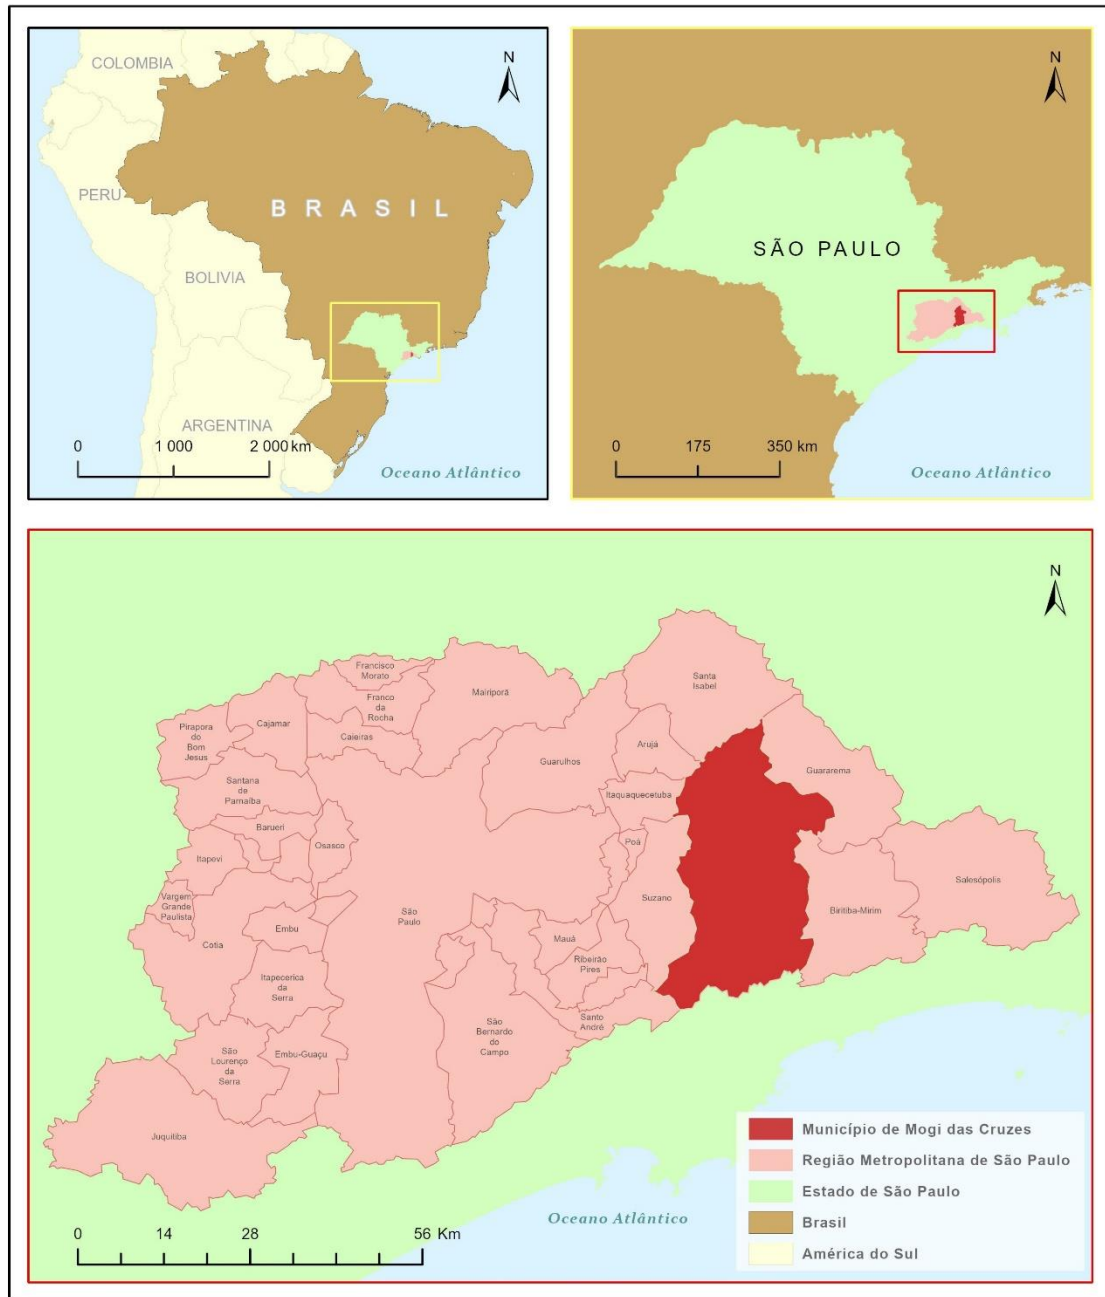 COLOMBIA
N
PERU
BRASIL
BOLIVIA
ARGENTINA
0 1 000 2 000 km
Oceano Atlântico
N
SÃO PAULO
0 175 350 km
Oceano Atlântico
N
Francisco
Morato
Franco
da
Rocha
Mairiporã
Santa
Isabel
Pirapora
do
Bom
Jesus
Cajamar
Caieiras
Guarulhos
Arujá
Guararema
Santana
de
Parnaíba
Itaquaquecetuba
Barueri
Osasco
Poá
Itapevi
Vargem
Grande
Paulista
São
Paulo
Suzano
Biritiba-Mirim
Salesópolis
Cotia
Embu
Mauá
Ribeirão
Pires
Itapecerica
da
Serra
Santo
André
São
Bernardo
do
Campo
São
Lourenço
da
Serra
Embu-Guaçu
Juquitiba
Município de Mogi das Cruzes
Região Metropolitana de São Paulo
Estado de São Paulo
Brasil
América do Sul
Oceano Atlântico
0 14 28 56 Km